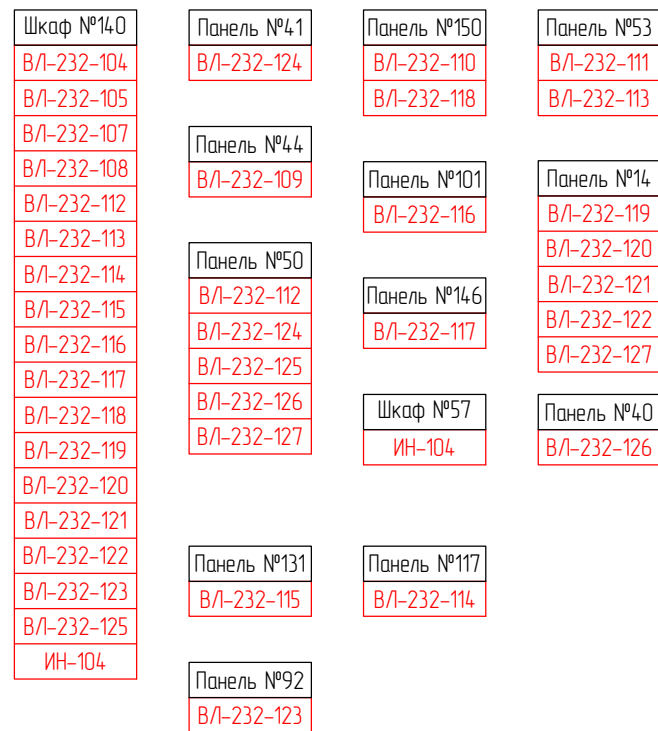 Шкаф №140
ВЛ-232-104
ВЛ-232-105
ВЛ-232-107
ВЛ-232-108
ВЛ-232-112
ВЛ-232-113
ВЛ-232-114
ВЛ-232-115
ВЛ-232-116
ВЛ-232-117
ВЛ-232-118
ВЛ-232-119
ВЛ-232-120
ВЛ-232-121
ВЛ-232-122
ВЛ-232-123
ВЛ-232-125
ИН-104
Панель №41
ВЛ-232-124
Панель №44
ВЛ-232-109
Панель №50
ВЛ-232-112
ВЛ-232-124
ВЛ-232-125
ВЛ-232-126
ВЛ-232-127
Панель №131
ВЛ-232-115
Панель №92
ВЛ-232-123
Панель №150
ВЛ-232-110
ВЛ-232-118
Панель №101
ВЛ-232-116
Панель №146
ВЛ-232-117
Шкаф №57
ИН-104
Панель №117
ВЛ-232-114
Панель №53
ВЛ-232-111
ВЛ-232-113
Панель №14
ВЛ-232-119
ВЛ-232-120
ВЛ-232-121
ВЛ-232-122
ВЛ-232-127
Панель №40
ВЛ-232-126